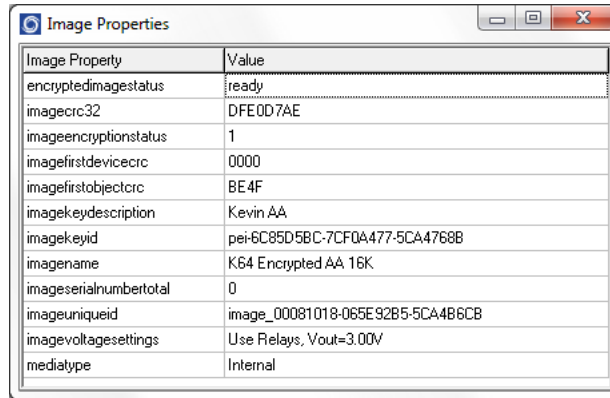 Image Properties
Image Property Value
encryptedimagestatus ready
imagecrc32 DFE0D7AE
imageencryptionstatus 1
imagefirstdevicecrc 0000
imagefirstobjectcrc BE4F
imagekeydescription Kevin AA
imagekeyid pei-6C85D5BC-7CF0A477-5CA4768B
imagename K64 Encrypted AA 16K
imageserialnumbertotal 0
imageuniqueid image_00081018-065E92B5-5CA4B6CB
imagevoltagesettings Use Relays, Vout=3.00V
mediatype Internal